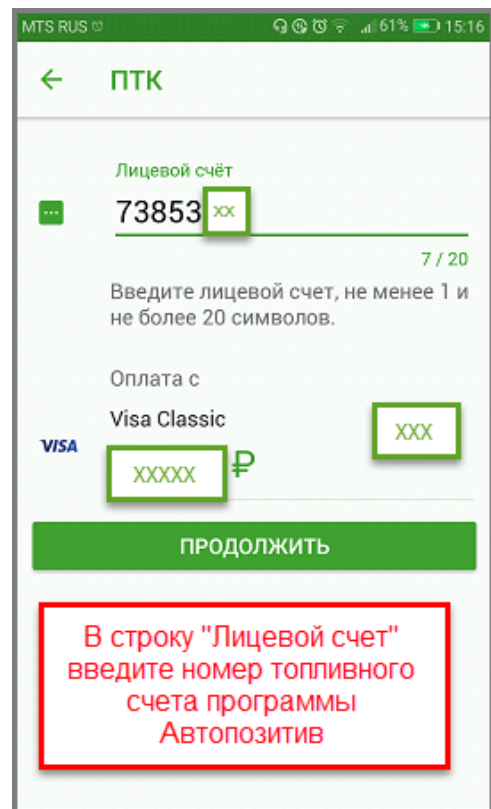 MTS RUS 61% 15:16
ПТК
Лицевой счёт
73853 xx
7 / 20
Введите лицевой счет, не менее 1 и
не более 20 символов.
Оплата с
Visa Classic
XXX
VISA
XXXXX ₽
ПРОДОЛЖИТЬ
В строку "Лицевой счет"
введите номер топливного
счета программы
Автопозитив